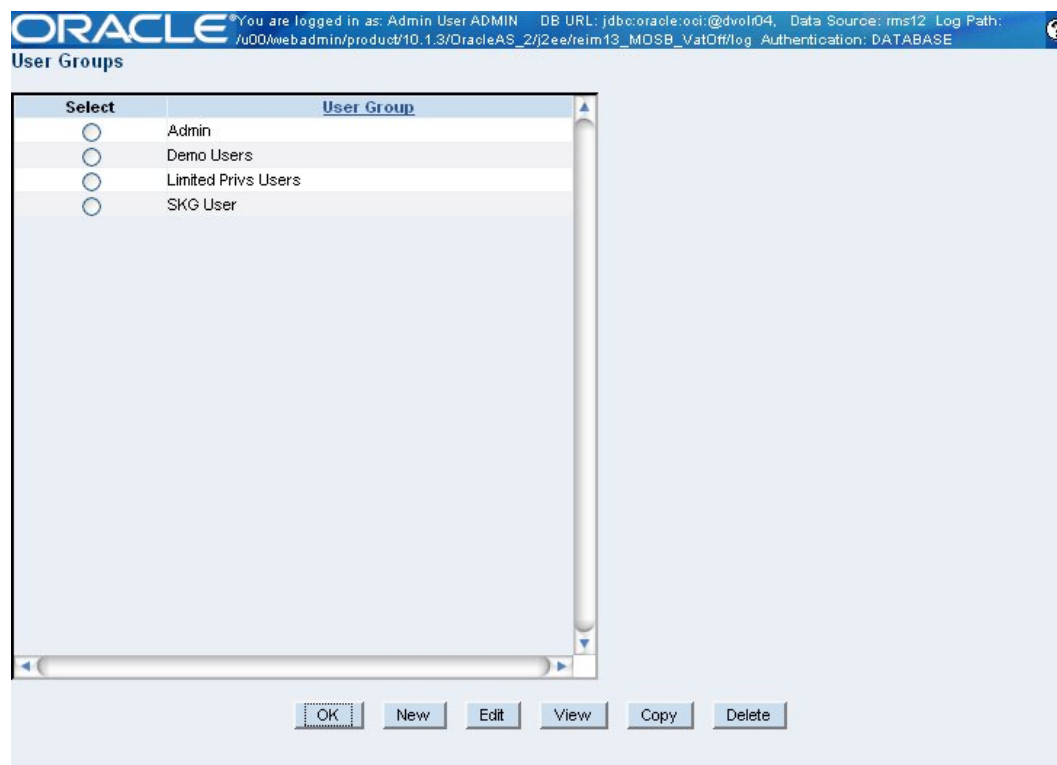 ORACLE® You are logged in as: Admin User ADMIN DB URL: jdbc:oracle:oci:@dvolr04, Data Source: rms12 Log Path:
/u00/webadmin/product/10.1.3/OracleAS_2/j2ee/reim13_MOSB_VatOff/log Authentication: DATABASE
User Groups
Select User Group
Admin
Demo Users
Limited Privs Users
SKG User
OK New Edit View Copy Delete